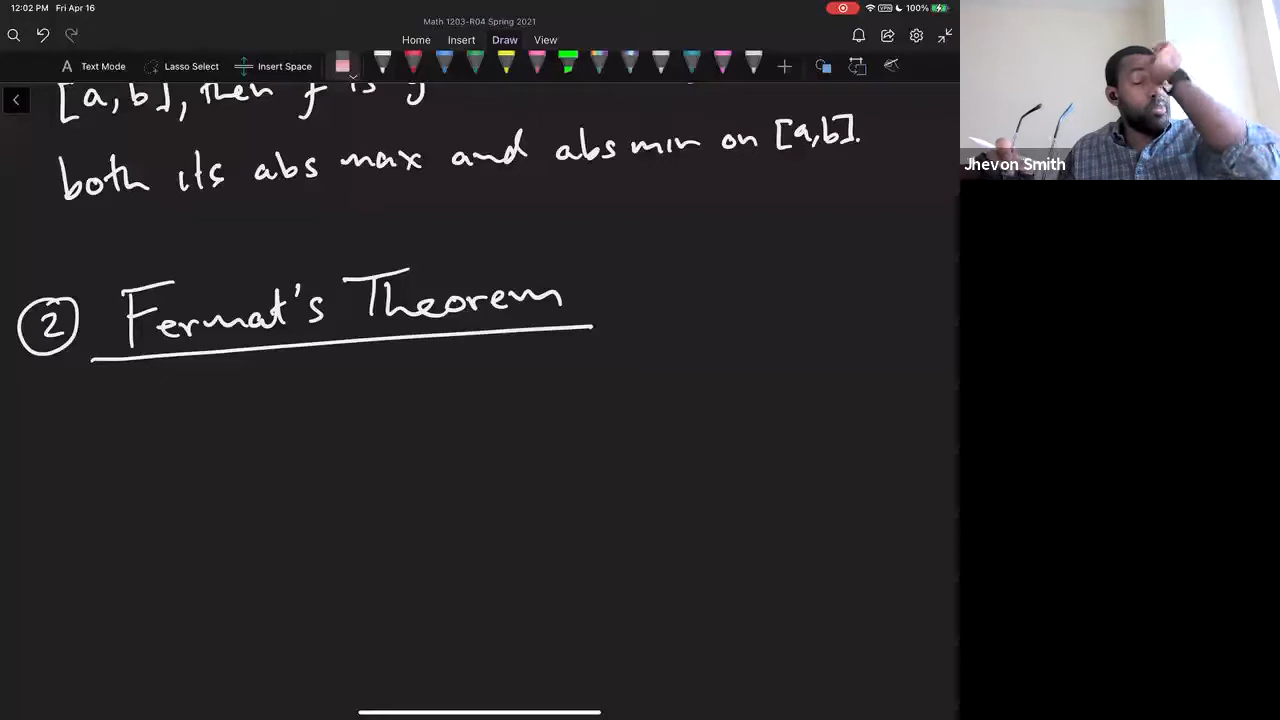 12:02 PM Fri Apr 16
VPN 100%
Math 1203-R04 Spring 2021
Home Insert Draw View
A Text Mode Lasso Select Insert Space
[a,b], then f is
both its abs max and abs min on [a,b].
2 Fermat's Theorem
Jhevon Smith